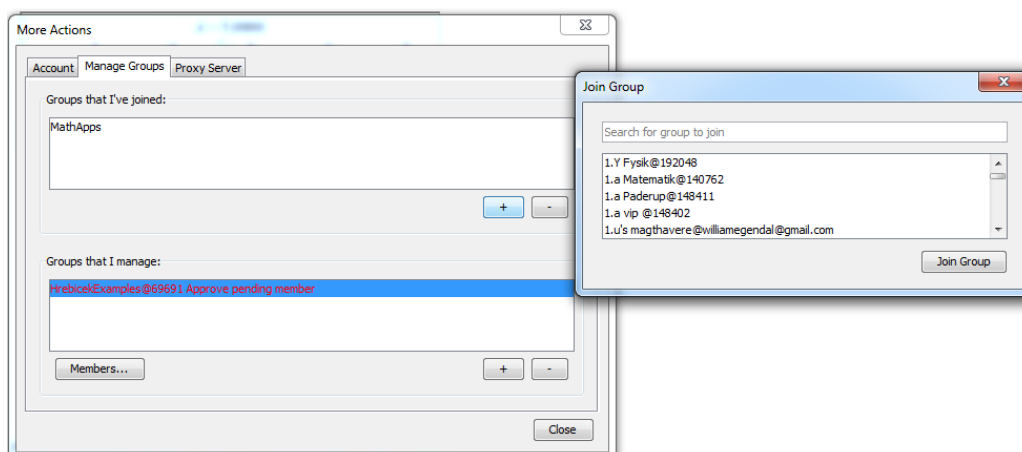 More Actions
Account Manage Groups Proxy Server
Groups that I've joined:
MathApps
+ -
Groups that I manage:
HrebicekExamples@69691 Approve pending member
Members... + -
Close
Join Group
Search for group to join
1.Y Fysik@192048
1.a Matematik@140762
1.a Paderup@148411
1.a vip @148402
1.u's magthavere@williamegendal@gmail.com
Join Group